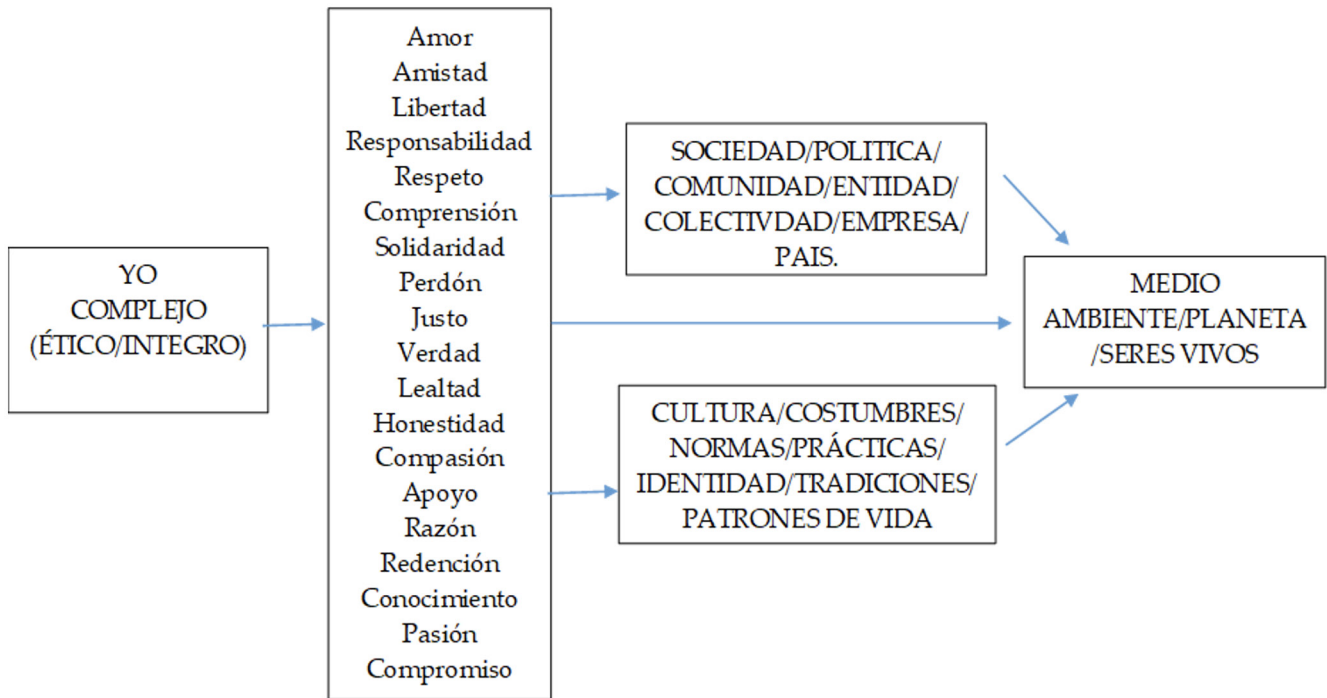 YO
COMPLEJO
(ÉTICO/INTEGRO)
Amor
Amistad
Libertad
Responsabilidad
Respeto
Comprensión
Solidaridad
Perdón
Justo
Verdad
Lealtad
Honestidad
Compasión
Apoyo
Razón
Redención
Conocimiento
Pasión
Compromiso
SOCIEDAD/POLITICA/
COMUNIDAD/ENTIDAD/
COLECTIVDAD/EMPRESA/
PAIS.
CULTURA/COSTUMBRES/
NORMAS/PRÁCTICAS/
IDENTIDAD/TRADICIONES/
PATRONES DE VIDA
MEDIO
AMBIENTE/PLANETA
/SERES VIVOS